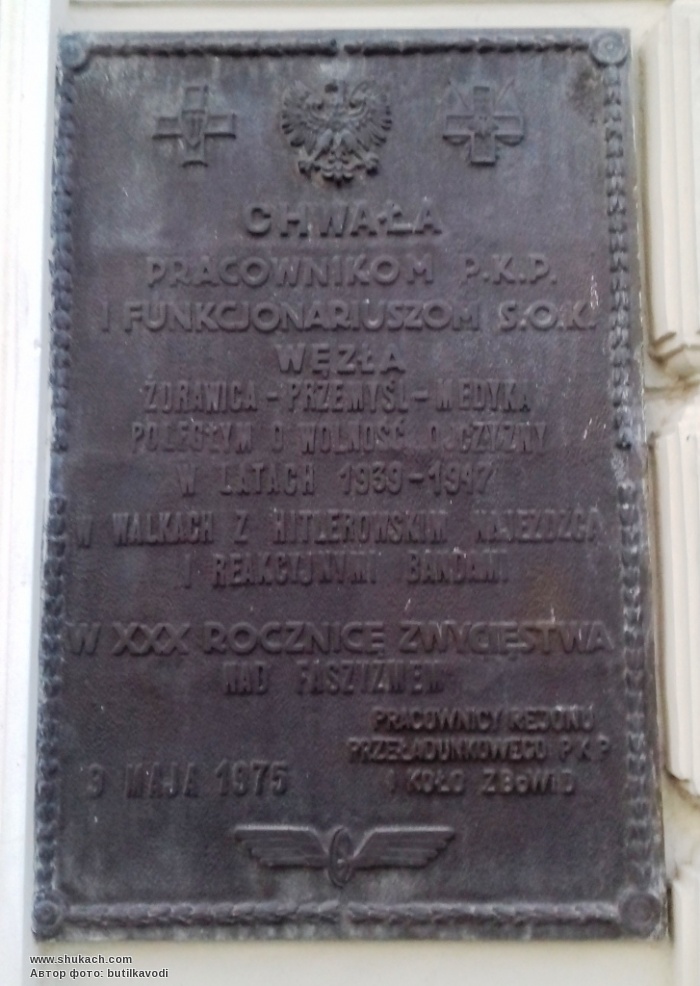 CHWAŁA
PRACOWNIKOM P.K.P.
I FUNKCJONARIUSZOM S.O.K.
WĘZŁA
ŻURAWICA - PRZEMYŚL - MEDYKA
POLEGŁYM O WOLNOŚĆ OJCZYZNY
W LATACH 1939-1947
W WALKACH Z HITLEROWSKIM NAJEŹDŹCĄ
I REAKCYJNYMI BANDAMI
W XXX ROCZNICĘ ZWYCIĘSTWA
NAD FASZYZMEM
PRACOWNICY REJONU
PRZEŁADUNKOWEGO PKP
I KOŁO ZBOWiD
9 MAJA 1975
www.shukach.com
Автор фото: butilkavodi